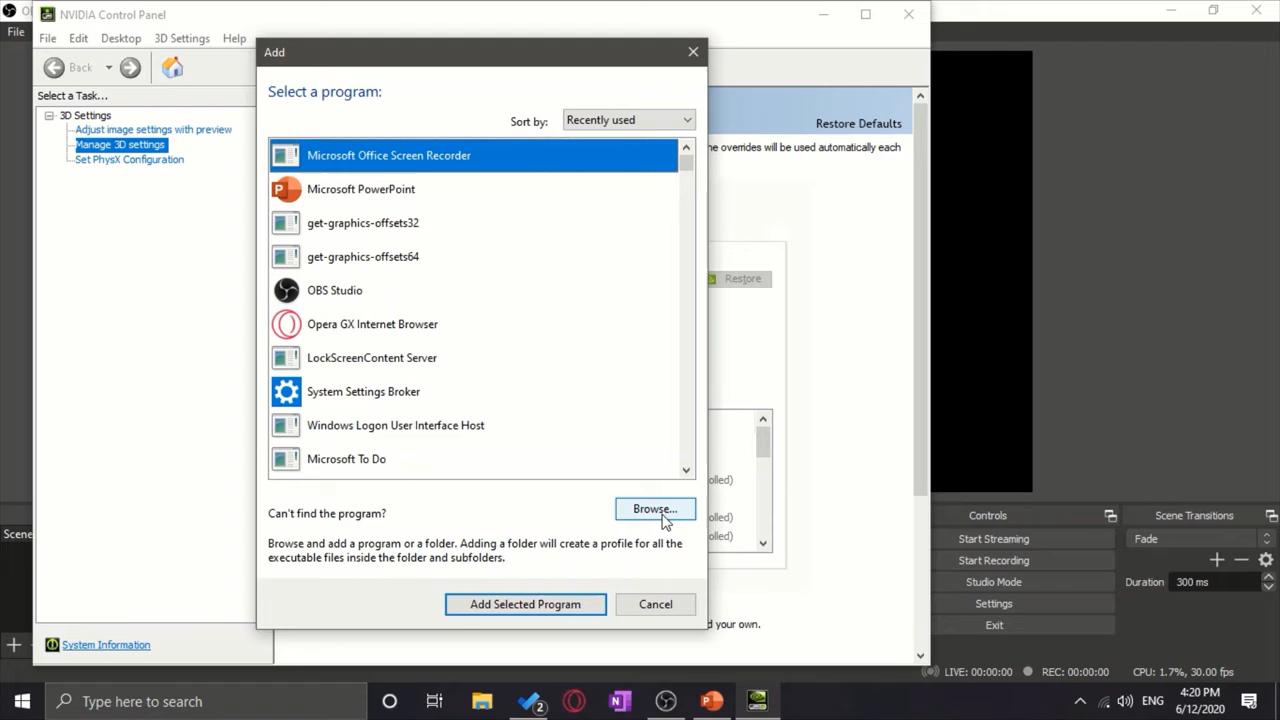 NVIDIA Control Panel
File
File Edit Desktop 3D Settings Help
Back
Select a Task...
3D Settings
Adjust image settings with preview
Manage 3D settings
Set PhysX Configuration
System Information
Add
Select a program:
Sort by: Recently used
Microsoft Office Screen Recorder
Microsoft PowerPoint
get-graphics-offsets32
get-graphics-offsets64
OBS Studio
Opera GX Internet Browser
LockScreenContent Server
System Settings Broker
Windows Logon User Interface Host
Microsoft To Do
Can't find the program?
Browse...
Browse and add a program or a folder. Adding a folder will create a profile for all the
executable files inside the folder and subfolders.
Add Selected Program Cancel
Restore Defaults
he overrides will be used automatically each
Restore
olled)
olled)
olled)
d your own.
Scene
Controls
Start Streaming
Start Recording
Studio Mode
Settings
Exit
Scene Transitions
Fade
Duration 300 ms
LIVE: 00:00:00 REC: 00:00:00 CPU: 1.7%, 30.00 fps
Type here to search
2
ENG
4:20 PM
6/12/2020